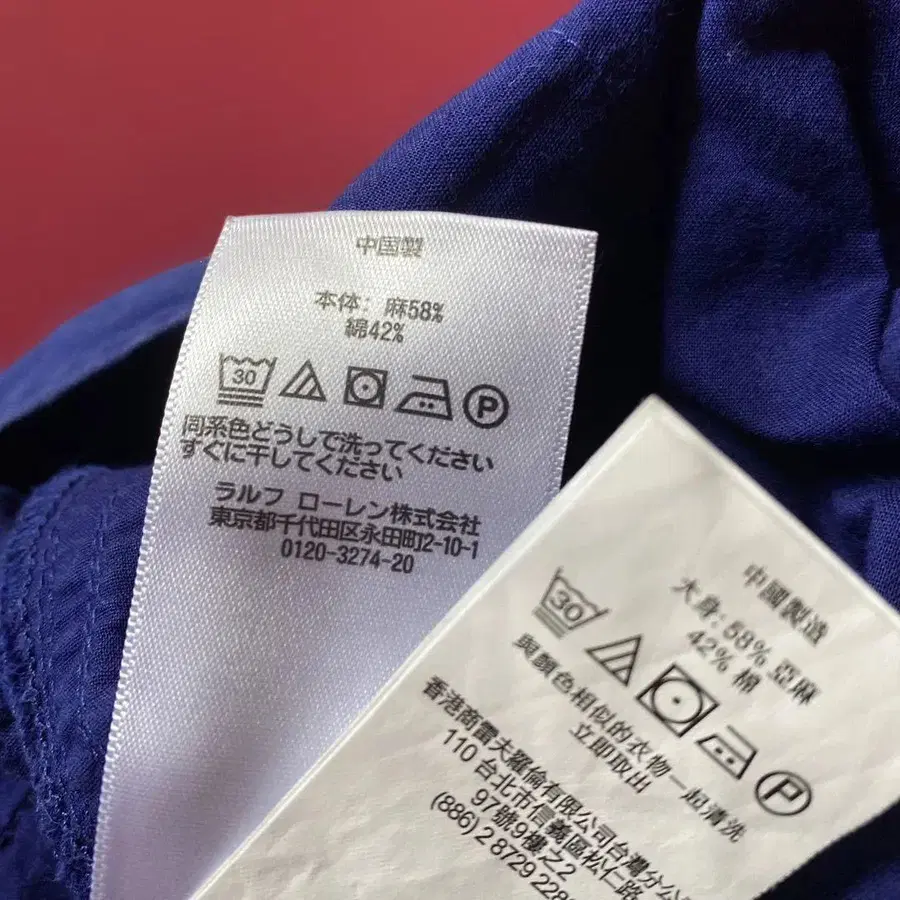 中国製
本体: 麻58%
綿42%
30 P
同系色どうしで洗ってください
すぐに干してください
ラルフ ローレン株式会社
東京都千代田区永田町2-10-1
0120-3274-20
中國製造
大身: 58% 亞麻
42% 棉
30 P
與顏色相似的衣物一起清洗
立即取出
香港商雷夫羅倫有限公司台灣分公
110 台北市信義區松仁路
97號9樓之2
(886) 2 8729 228